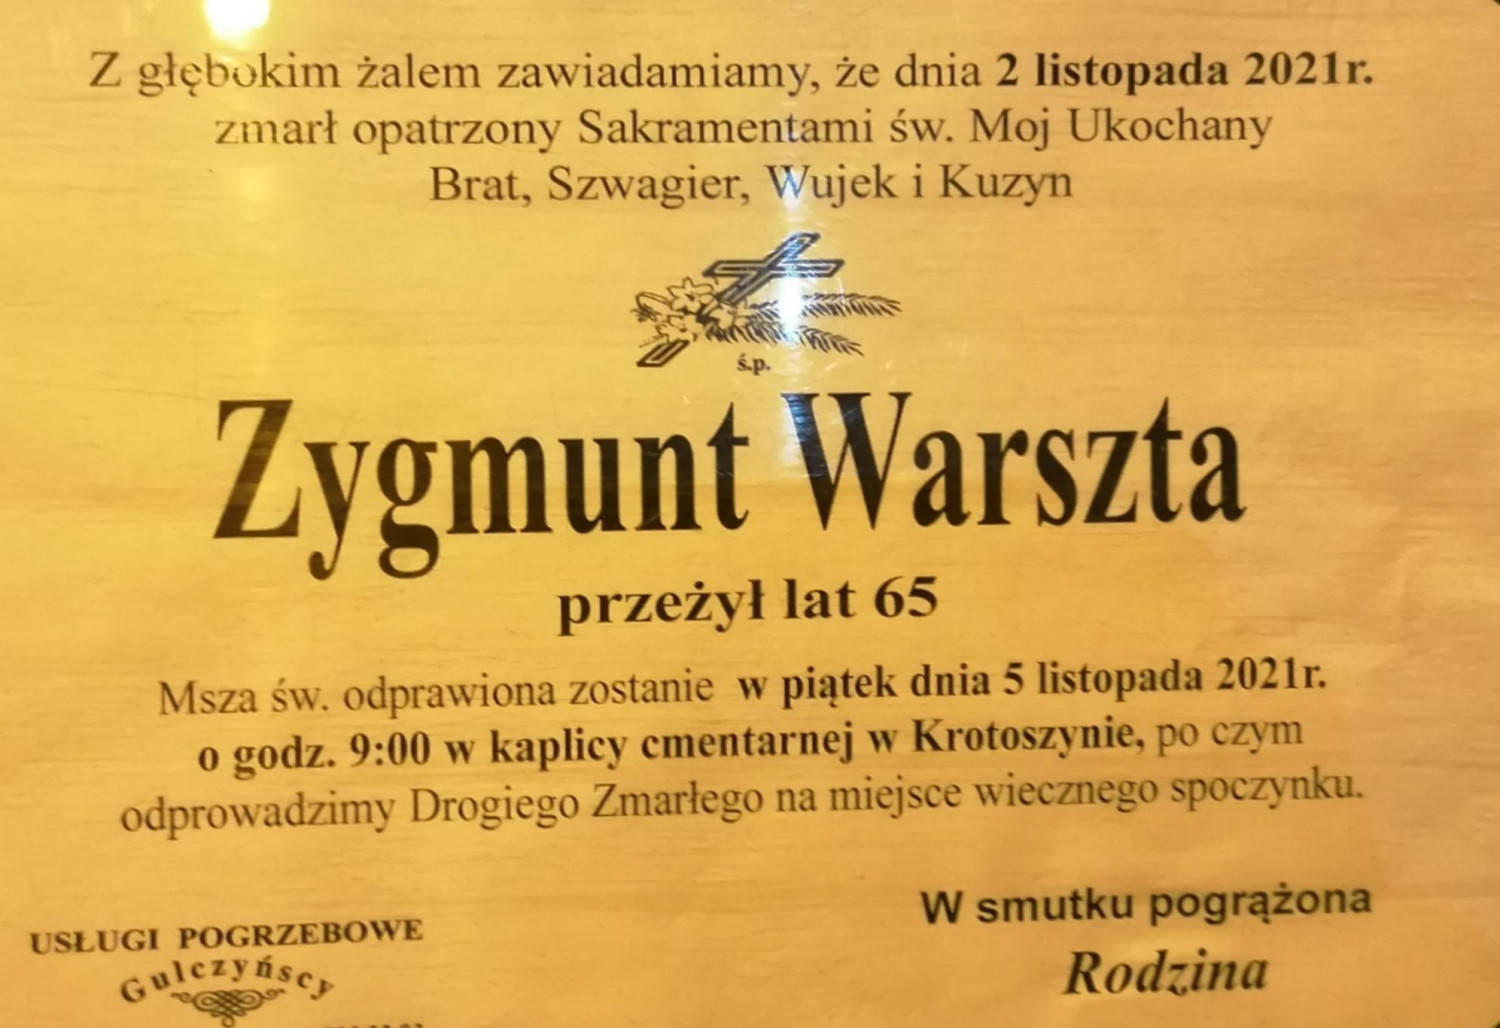 Z głębokim żalem zawiadamiamy, że dnia 2 listopada 2021r.
zmarł opatrzony Sakramentami św. Moj Ukochany
Brat, Szwagier, Wujek i Kuzyn
ś.p.
Zygmunt Warszta
przeżył lat 65
Msza św. odprawiona zostanie w piątek dnia 5 listopada 2021r.
o godz. 9:00 w kaplicy cmentarnej w Krotoszynie, po czym
odprowadzimy Drogiego Zmarłego na miejsce wiecznego spoczynku.
W smutku pogrążona
Rodzina
USŁUGI POGRZEBOWE
Gulczyńscy